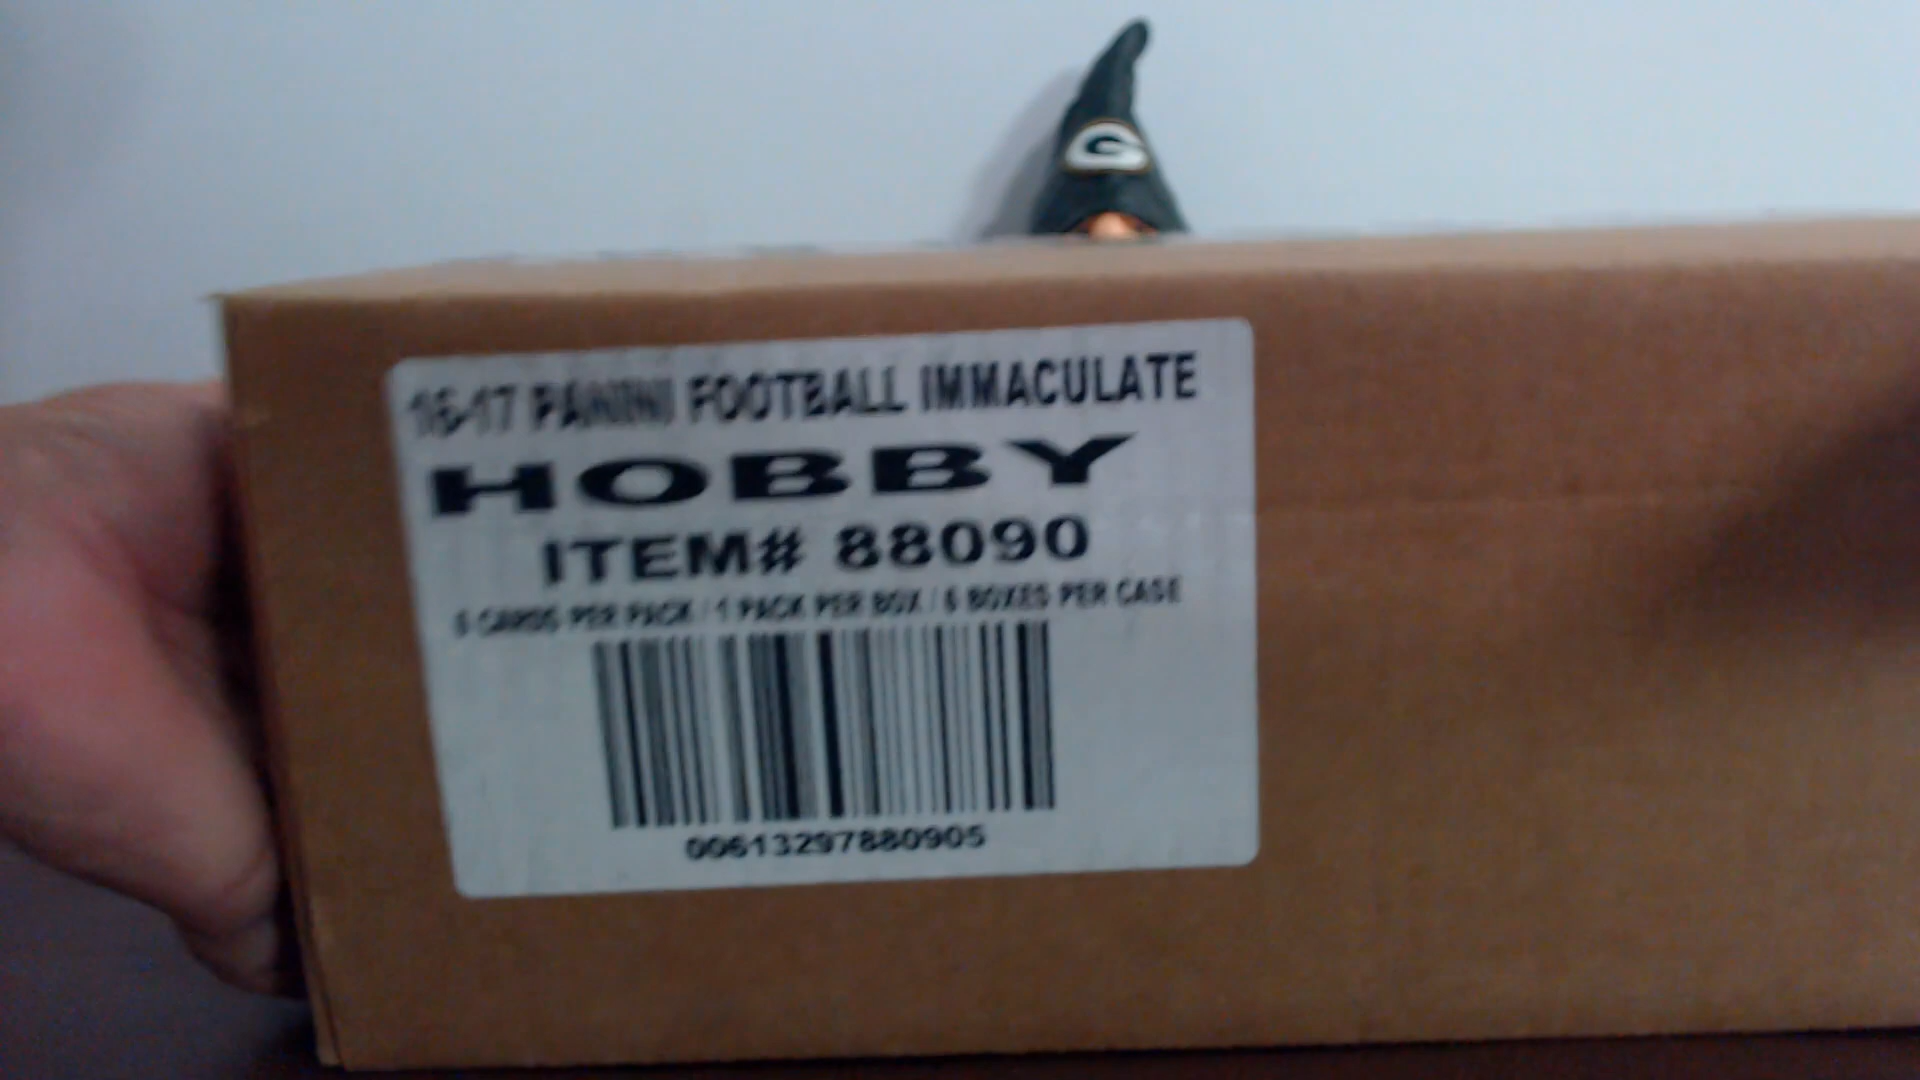 G
16-17 PANINI FOOTBALL IMMACULATE
HOBBY
ITEM# 88090
CARDS PER PACK / 1 PACK PER BOX / 6 BOXES PER CASE
00613297880905